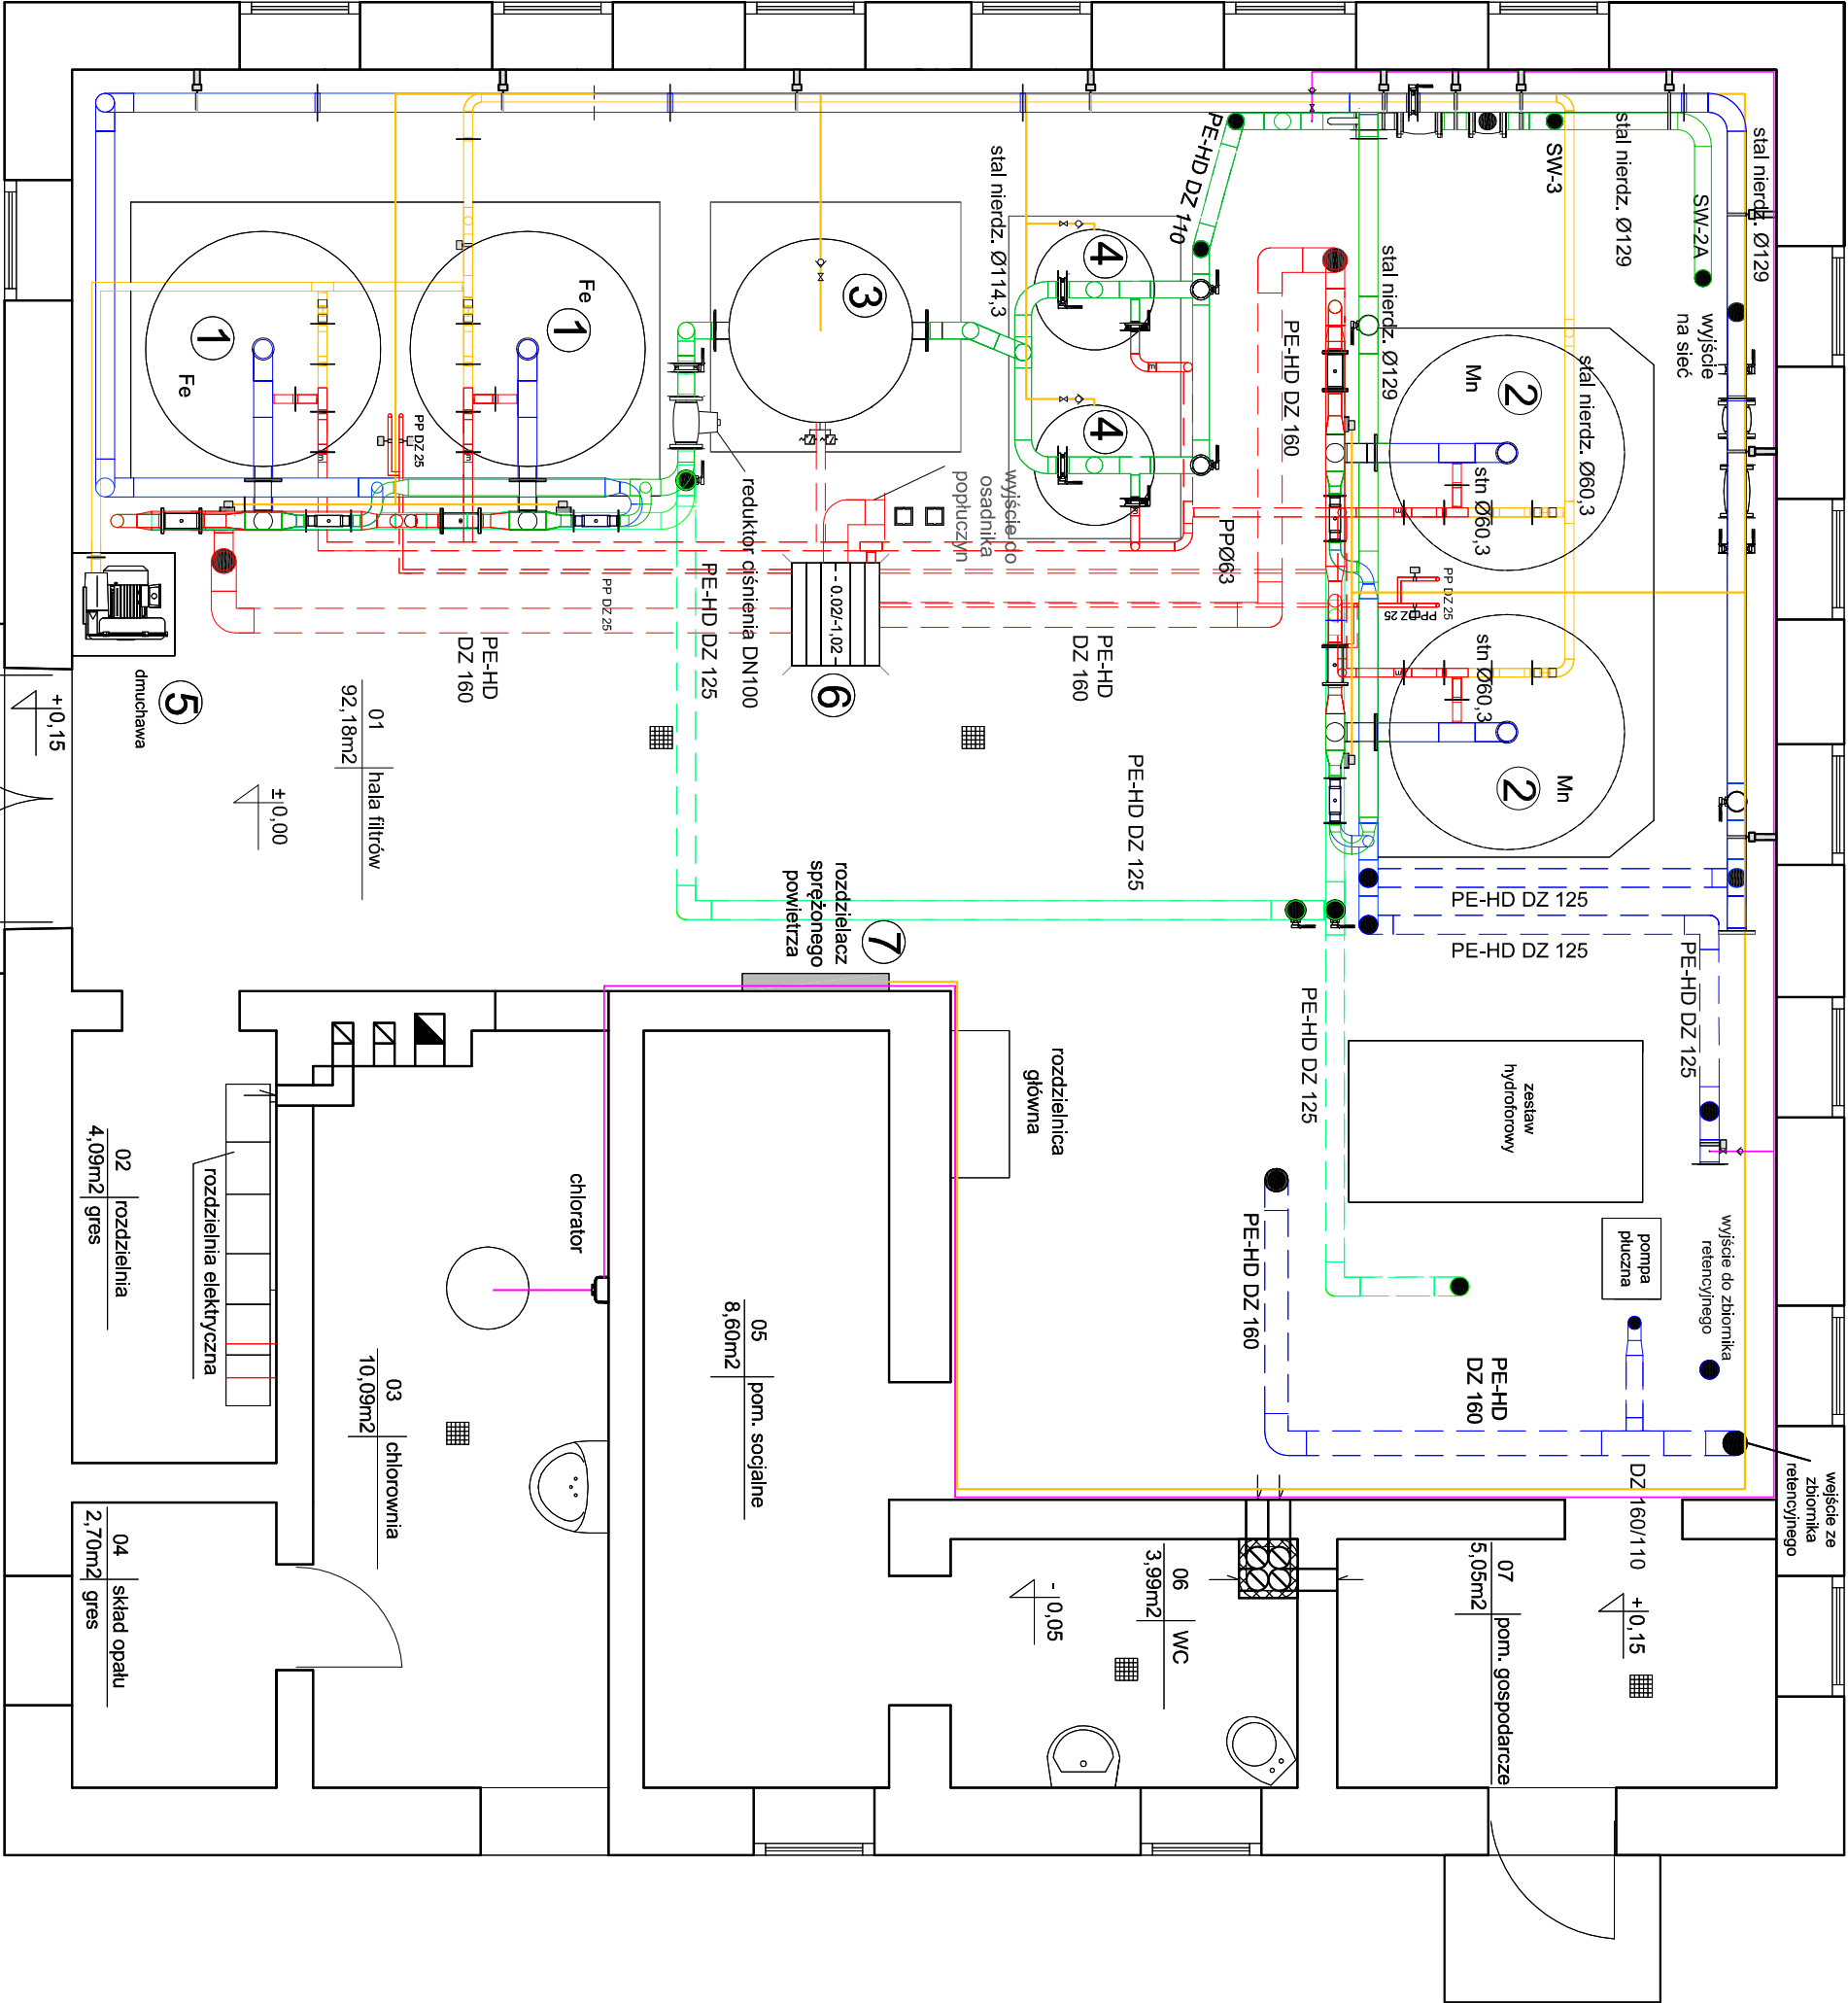 stal nierdz. Ø129
SW-2A
stal nierdz. Ø129
SW-3
wyjście
na sieć
stal nierdz. Ø60,3
Mn
2
stn Ø60,3
stal nierdz. Ø129
PE-HD DZ 110
stal nierdz. Ø114,3
4
4
PE-HD DZ 160
PPØ63
PP DZ 25
PP DZ 25
stn Ø60,3
Mn
2
3
Fe
1
1
Fe
PP DZ 25
wyjście do
osadnika
popłuczyn
reduktor ciśnienia DN100
PE-HD DZ 125
PP DZ 25
- 0.02/-1,02
6
PE-HD
DZ 160
PE-HD
DZ 160
5
dmuchawa
+0,15
01
92,18m2
hala filtrów
±0,00
PE-HD DZ 125
PE-HD DZ 125
PE-HD DZ 125
PE-HD DZ 125
PE-HD DZ 125
7
rozdzielacz
sprężonego
powietrza
rozdzielnica
główna
zestaw
hydroforowy
pompa
płuczna
wyjście do zbiornika
retencyjnego
PE-HD DZ 160
PE-HD
DZ 160
wejście ze
zbiornika
retencyjnego
DZ 160/110
02
4,09m2
rozdzielnia
gres
rozdzielnia elektryczna
chlorator
03
10,09m2
chlorownia
04
2,70m2
skład opału
gres
05
8,60m2
pom. socjalne
06
3,99m2
WC
- 0,05
07
5,05m2
pom. gospodarcze
+0,15